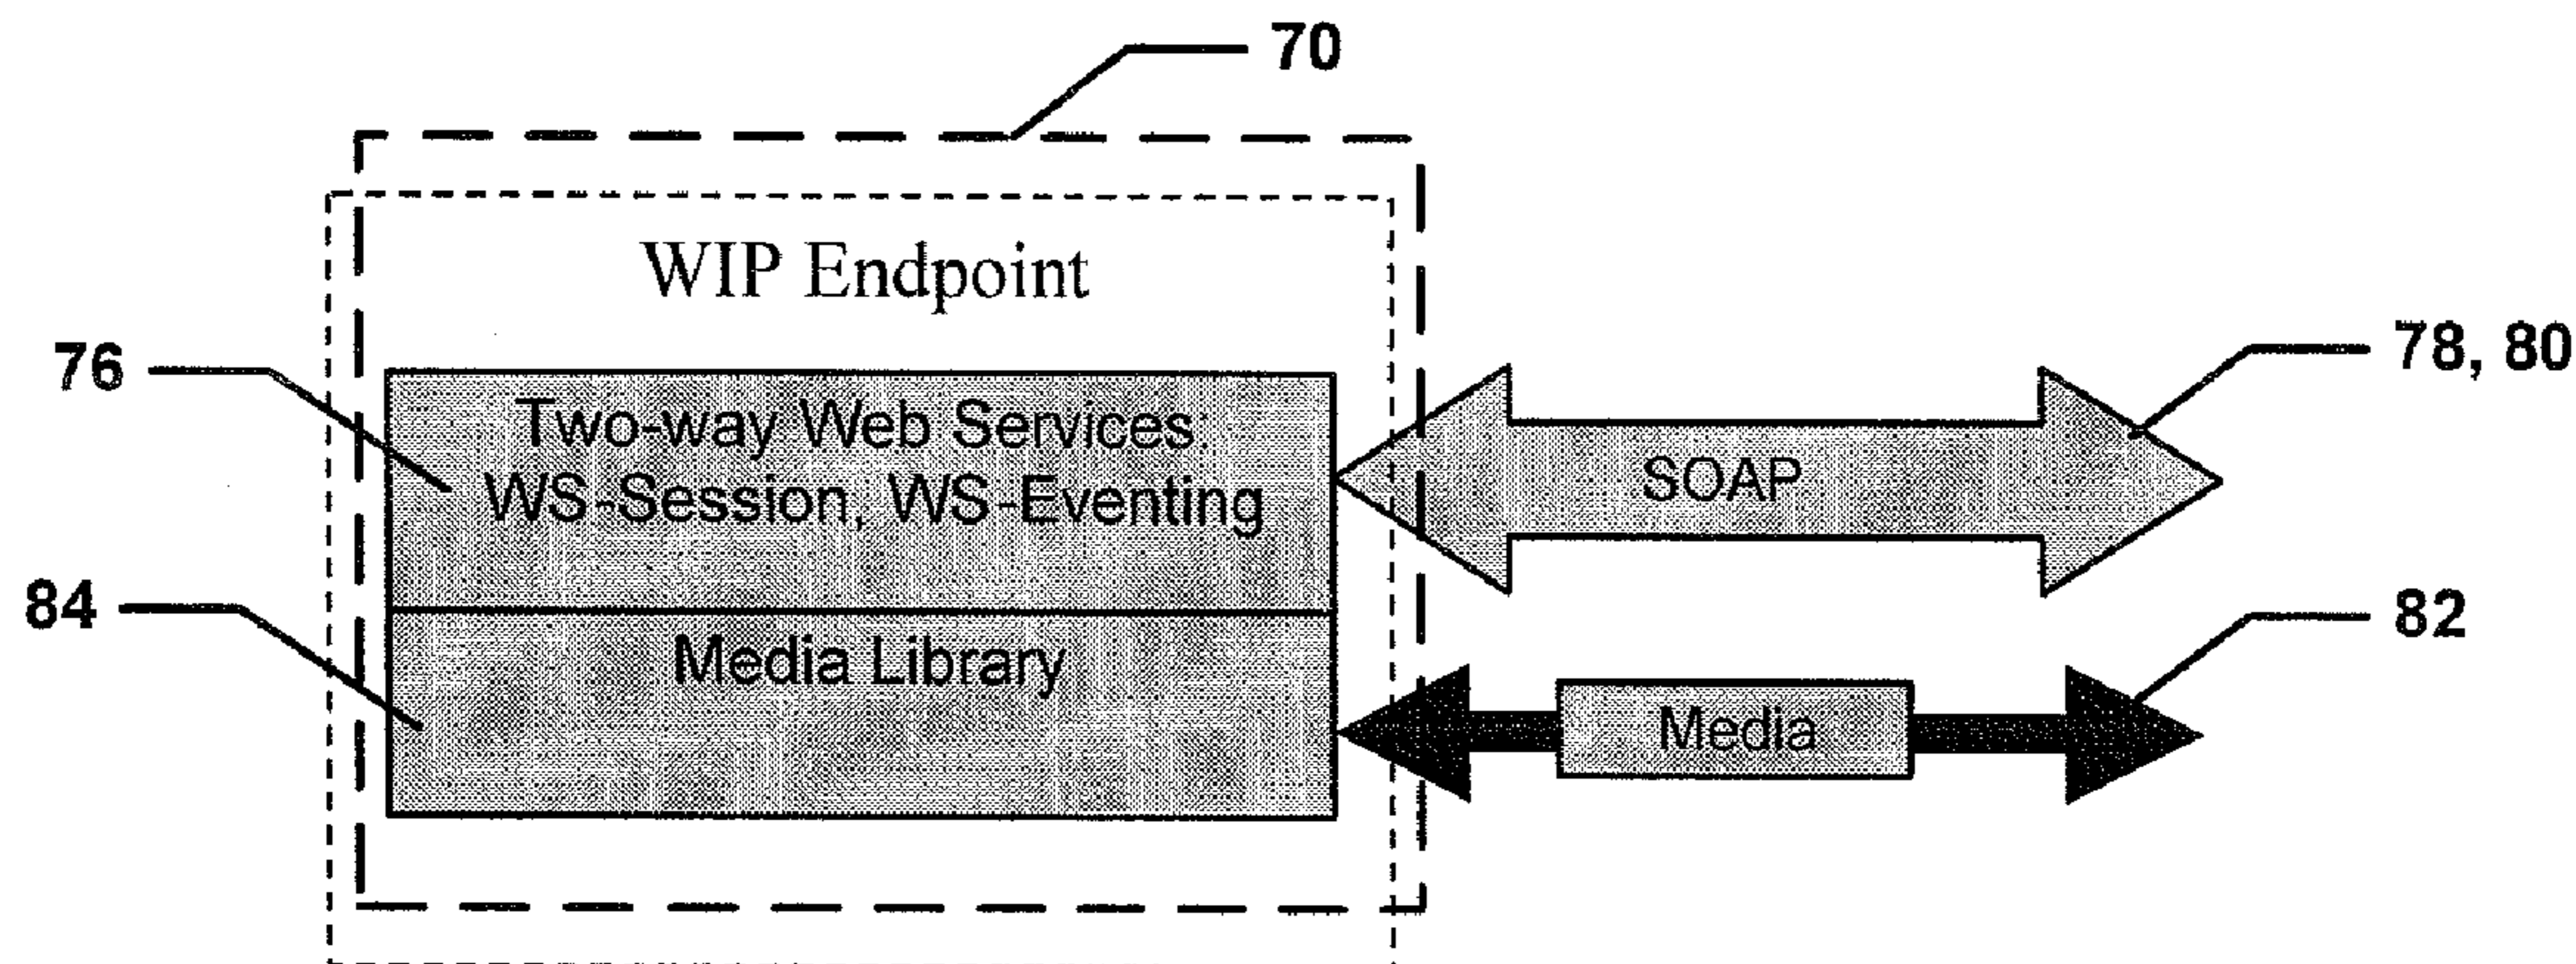 70
WIP Endpoint
76
Two-way Web Services:
WS-Session, WS-Eventing
78, 80
SOAP
84
Media Library
82
Media